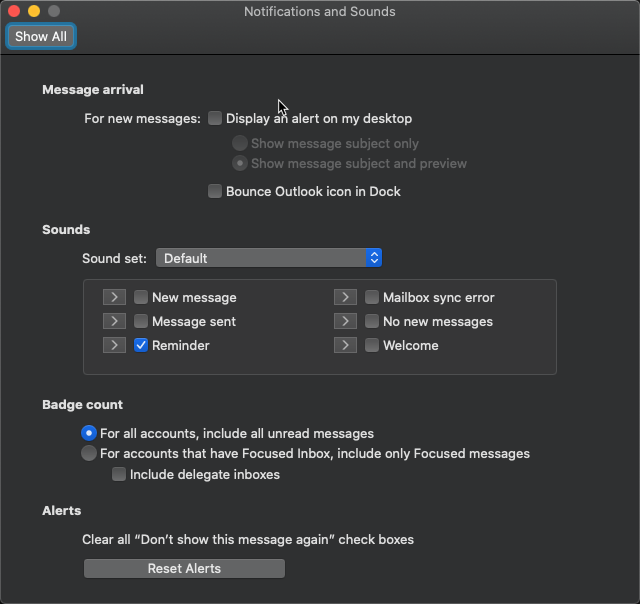 Notifications and Sounds
Show All
Message arrival
For new messages: Display an alert on my desktop
Show message subject only
Show message subject and preview
Bounce Outlook icon in Dock
Sounds
Sound set: Default
New message Mailbox sync error
Message sent No new messages
Reminder Welcome
Badge count
For all accounts, include all unread messages
For accounts that have Focused Inbox, include only Focused messages
Include delegate inboxes
Alerts
Clear all “Don’t show this message again” check boxes
Reset Alerts